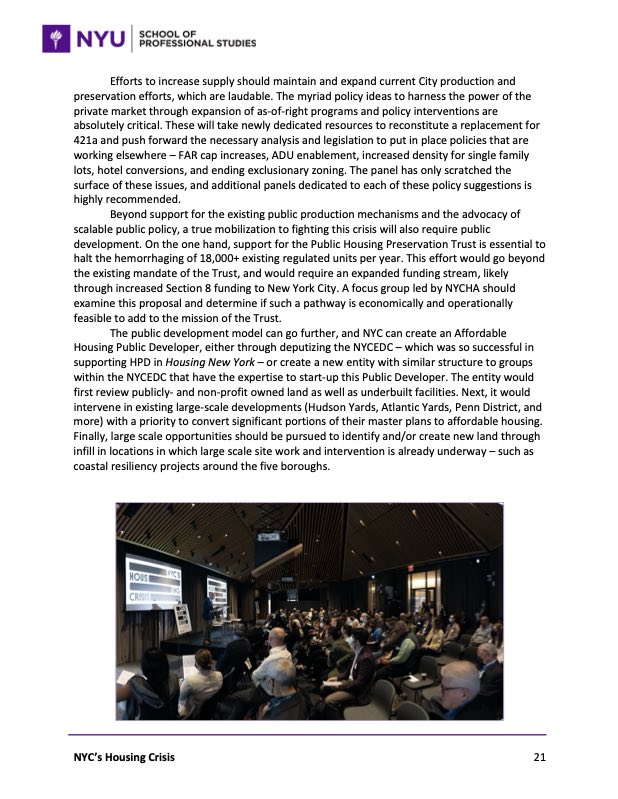 NYU
SCHOOL OF
PROFESSIONAL STUDIES
Efforts to increase supply should maintain and expand current City production and
preservation efforts, which are laudable. The myriad policy ideas to harness the power of the
private market through expansion of as-of-right programs and policy interventions are
absolutely critical. These will take newly dedicated resources to reconstitute a replacement for
421a and push forward the necessary analysis and legislation to put in place policies that are
working elsewhere – FAR cap increases, ADU enablement, increased density for single family
lots, hotel conversions, and ending exclusionary zoning. The panel has only scratched the
surface of these issues, and additional panels dedicated to each of these policy suggestions is
highly recommended.
Beyond support for the existing public production mechanisms and the advocacy of
scalable public policy, a true mobilization to fighting this crisis will also require public
development. On the one hand, support for the Public Housing Preservation Trust is essential to
halt the hemorrhaging of 18,000+ existing regulated units per year. This effort would go beyond
the existing mandate of the Trust, and would require an expanded funding stream, likely
through increased Section 8 funding to New York City. A focus group led by NYCHA should
examine this proposal and determine if such a pathway is economically and operationally
feasible to add to the mission of the Trust.
The public development model can go further, and NYC can create an Affordable
Housing Public Developer, either through deputizing the NYCEDC – which was so successful in
supporting HPD in Housing New York – or create a new entity with similar structure to groups
within the NYCEDC that have the expertise to start-up this Public Developer. The entity would
first review publicly- and non-profit owned land as well as underbuilt facilities. Next, it would
intervene in existing large-scale developments (Hudson Yards, Atlantic Yards, Penn District, and
more) with a priority to convert significant portions of their master plans to affordable housing.
Finally, large scale opportunities should be pursued to identify and/or create new land through
infill in locations in which large scale site work and intervention is already underway – such as
coastal resiliency projects around the five boroughs.
HOUS
CRISIS
NYC'S
ING
NYC's Housing Crisis 21